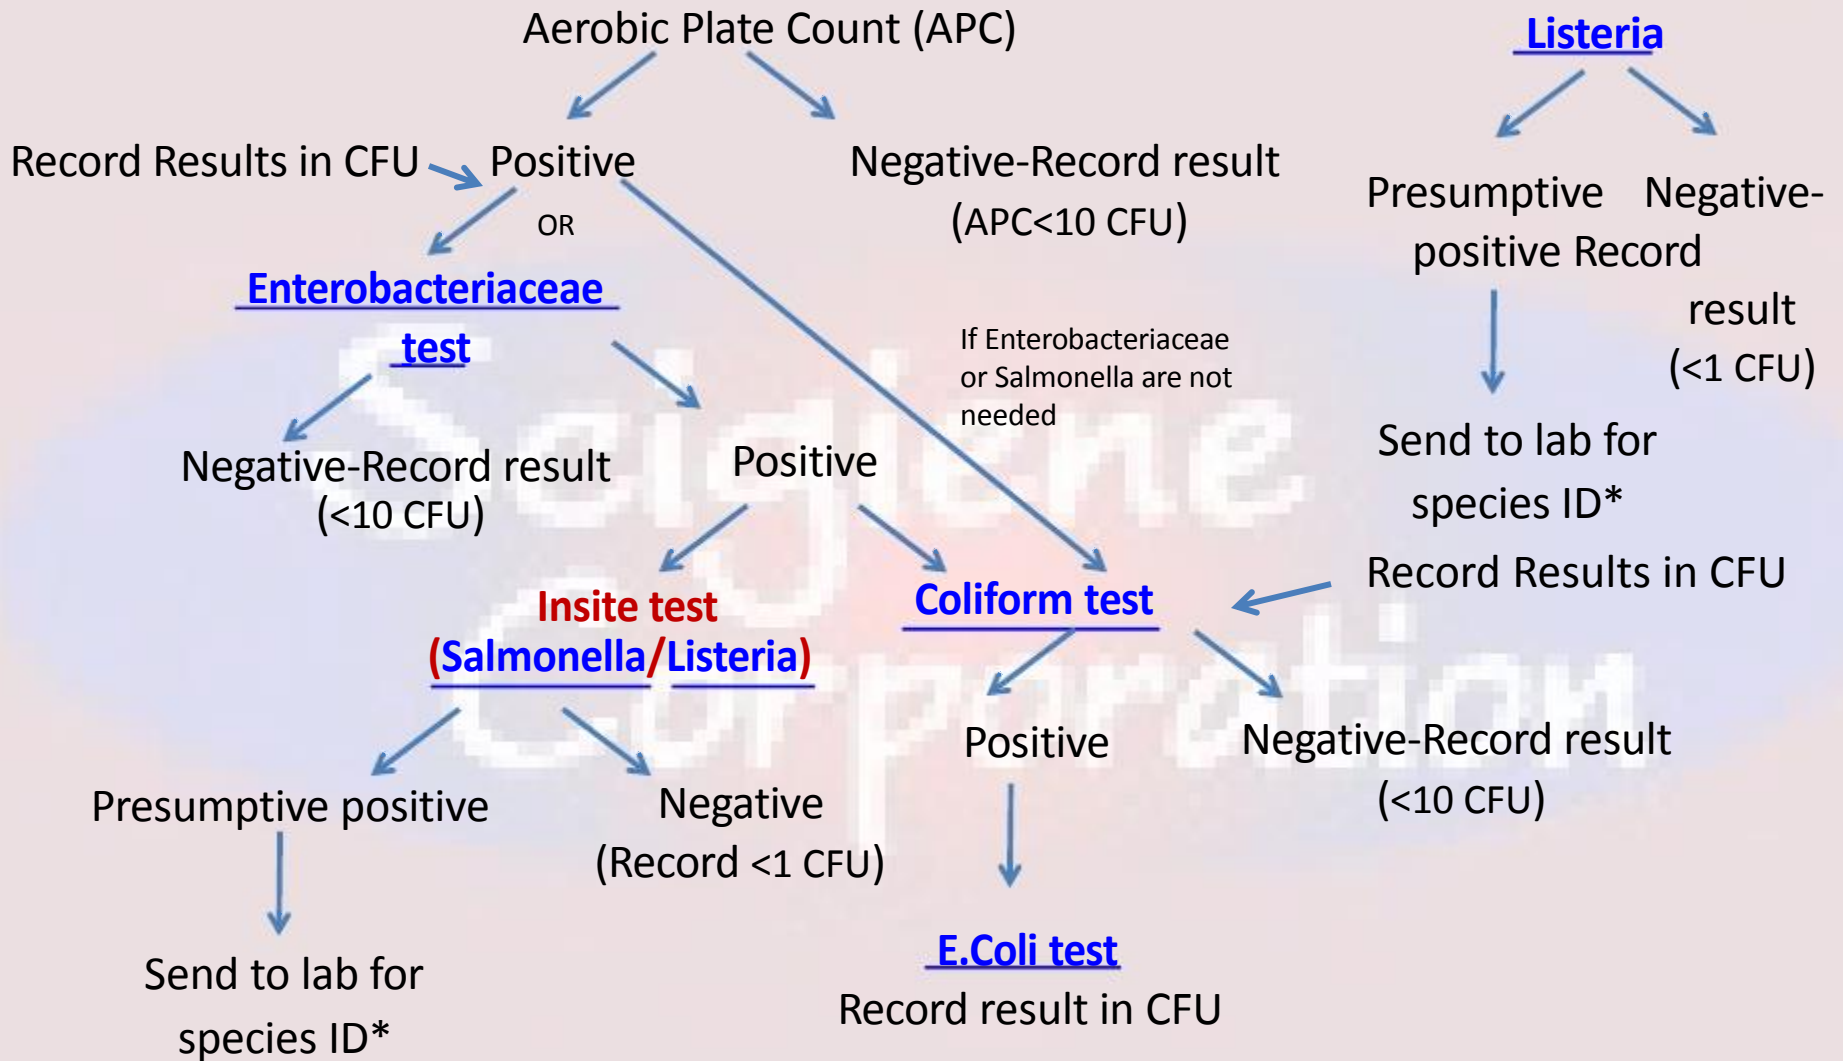 Aerobic Plate Count (APC)
Listeria
Record Results in CFU
Positive
Negative-Record result
(APC<10 CFU)
Presumptive Negative-
positive Record
result
(<1 CFU)
OR
Enterobacteriaceae
test
If Enterobacteriaceae
or Salmonella are not
needed
Negative-Record result
(<10 CFU)
Positive
Send to lab for
species ID*
Record Results in CFU
Insite test
(Salmonella/Listeria)
Coliform test
Presumptive positive
Negative
(Record <1 CFU)
Positive
Negative-Record result
(<10 CFU)
Send to lab for
species ID*
E.Coli test
Record result in CFU
Scigiene
Corporation